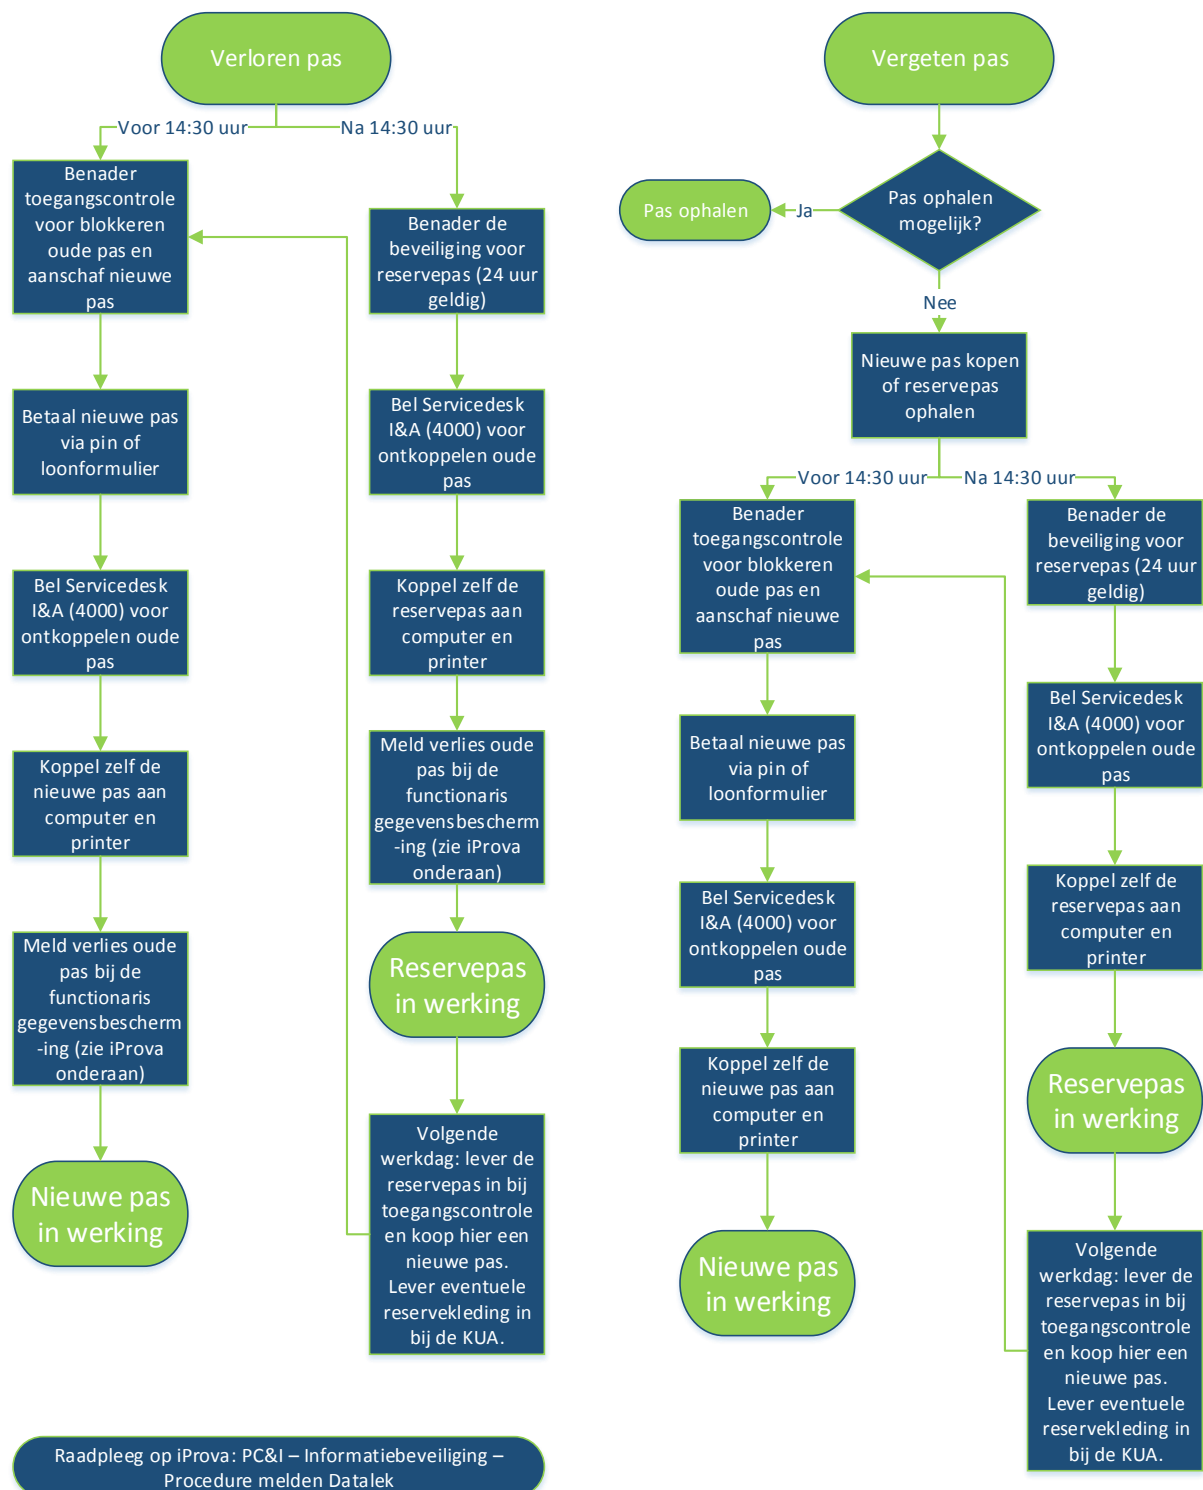 Verloren pas
Voor 14:30 uur
Na 14:30 uur
Benader
toegangscontrole
voor blokkeren
oude pas en
aanschaf nieuwe
pas
Betaal nieuwe pas
via pin of
loonformulier
Bel Servicedesk
I&A (4000) voor
ontkoppelen oude
pas
Koppel zelf de
nieuwe pas aan
computer en
printer
Meld verlies oude
pas bij de
functionaris
gegevensbescherm
-ing (zie iProva
onderaan)
Nieuwe pas
in werking
Benader de
beveiliging voor
reservepas (24 uur
geldig)
Bel Servicedesk
I&A (4000) voor
ontkoppelen oude
pas
Koppel zelf de
reservepas aan
computer en
printer
Meld verlies oude
pas bij de
functionaris
gegevensbescherm
-ing (zie iProva
onderaan)
Reservepas
in werking
Volgende
werkdag: lever de
reservepas in bij
toegangscontrole
en koop hier een
nieuwe pas.
Lever eventuele
reservekleding in
bij de KUA.
Raadpleeg op iProva: PC&I – Informatiebeveiliging –
Procedure melden Datalek
Vergeten pas
Pas ophalen
mogelijk?
Ja
Pas ophalen
Nee
Nieuwe pas kopen
of reservepas
ophalen
Voor 14:30 uur
Na 14:30 uur
Benader
toegangscontrole
voor blokkeren
oude pas en
aanschaf nieuwe
pas
Betaal nieuwe pas
via pin of
loonformulier
Bel Servicedesk
I&A (4000) voor
ontkoppelen oude
pas
Koppel zelf de
nieuwe pas aan
computer en
printer
Nieuwe pas
in werking
Benader de
beveiliging voor
reservepas (24 uur
geldig)
Bel Servicedesk
I&A (4000) voor
ontkoppelen oude
pas
Koppel zelf de
reservepas aan
computer en
printer
Reservepas
in werking
Volgende
werkdag: lever de
reservepas in bij
toegangscontrole
en koop hier een
nieuwe pas.
Lever eventuele
reservekleding in
bij de KUA.